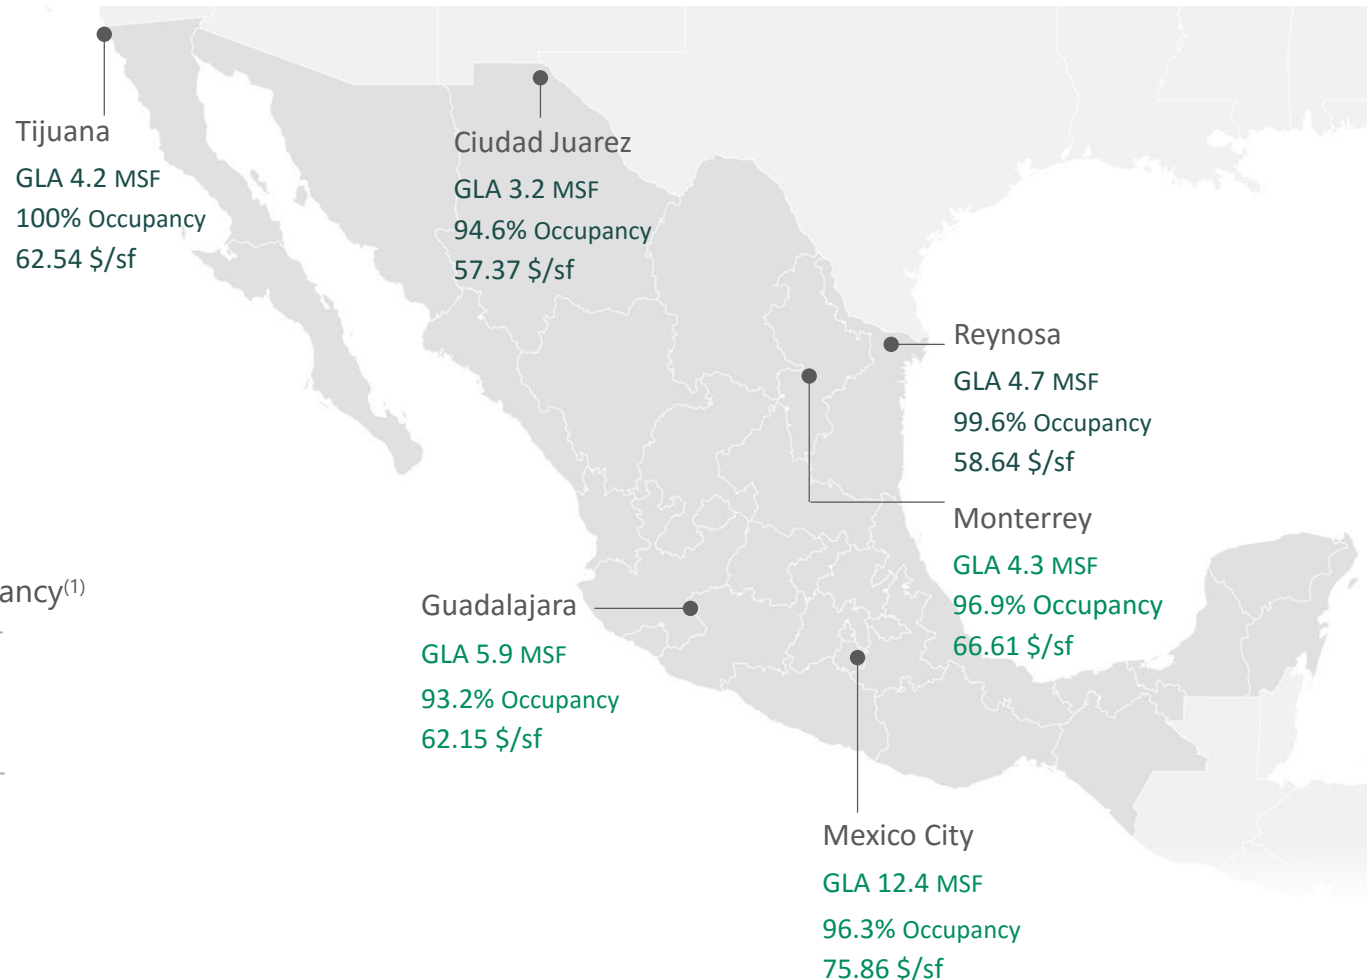 Tijuana
GLA 4.2 MSF
100% Occupancy
62.54 $/sf
Ciudad Juarez
GLA 3.2 MSF
94.6% Occupancy
57.37 $/sf
Reynosa
GLA 4.7 MSF
99.6% Occupancy
58.64 $/sf
Monterrey
GLA 4.3 MSF
96.9% Occupancy
66.61 $/sf
ancy(1)
Guadalajara
GLA 5.9 MSF
93.2% Occupancy
62.15 $/sf
Mexico City
GLA 12.4 MSF
96.3% Occupancy
75.86 $/sf